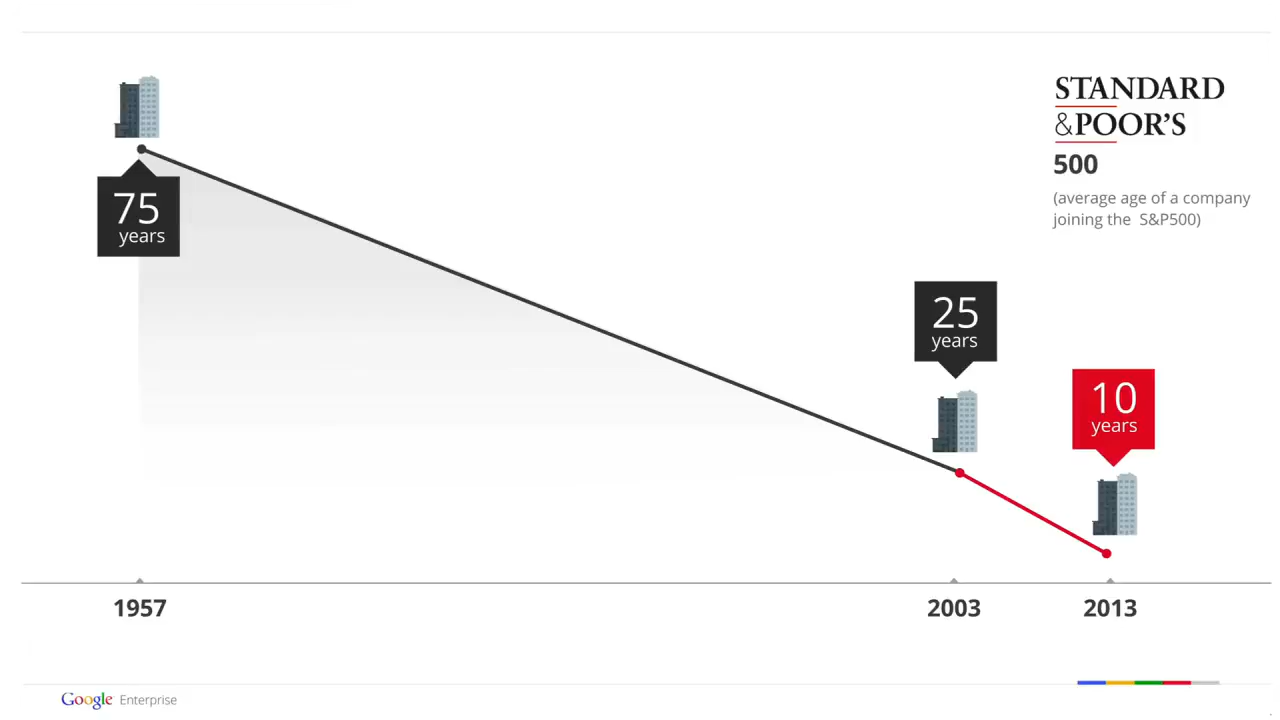 STANDARD
&POOR'S
500
(average age of a company
joining the S&P500)
75
years
25
years
10
years
1957
2003
2013
Google Enterprise